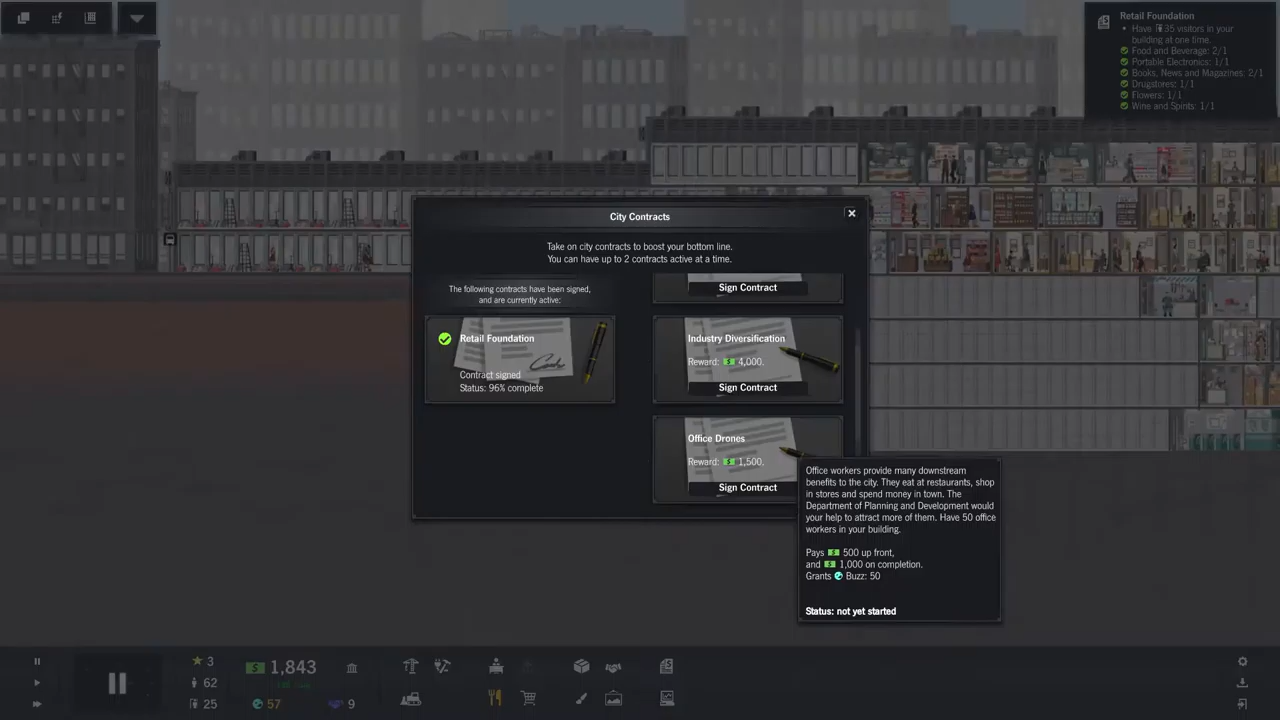 Retail Foundation
Have 35 visitors in your
building at one time.
Food and Beverage: 2/1
Portable Electronics: 1/1
Books, News and Magazines: 2/1
Drugstores: 1/1
Flowers: 1/1
Wine and Spirits: 1/1
City Contracts
Take on city contracts to boost your bottom line.
You can have up to 2 contracts active at a time.
The following contracts have been signed,
and are currently active:
Retail Foundation
Contract signed
Status: 96% complete
Sign Contract
Industry Diversification
Reward: 4,000.
Sign Contract
Office Drones
Reward: 1,500.
Sign Contract
Office workers provide many downstream
benefits to the city. They eat at restaurants, shop
in stores and spend money in town. The
Department of Planning and Development would
your help to attract more of them. Have 50 office
workers in your building.
Pays 500 up front,
and 1,000 on completion.
Grants Buzz: 50
Status: not yet started
3
62
25
1,843
57
9